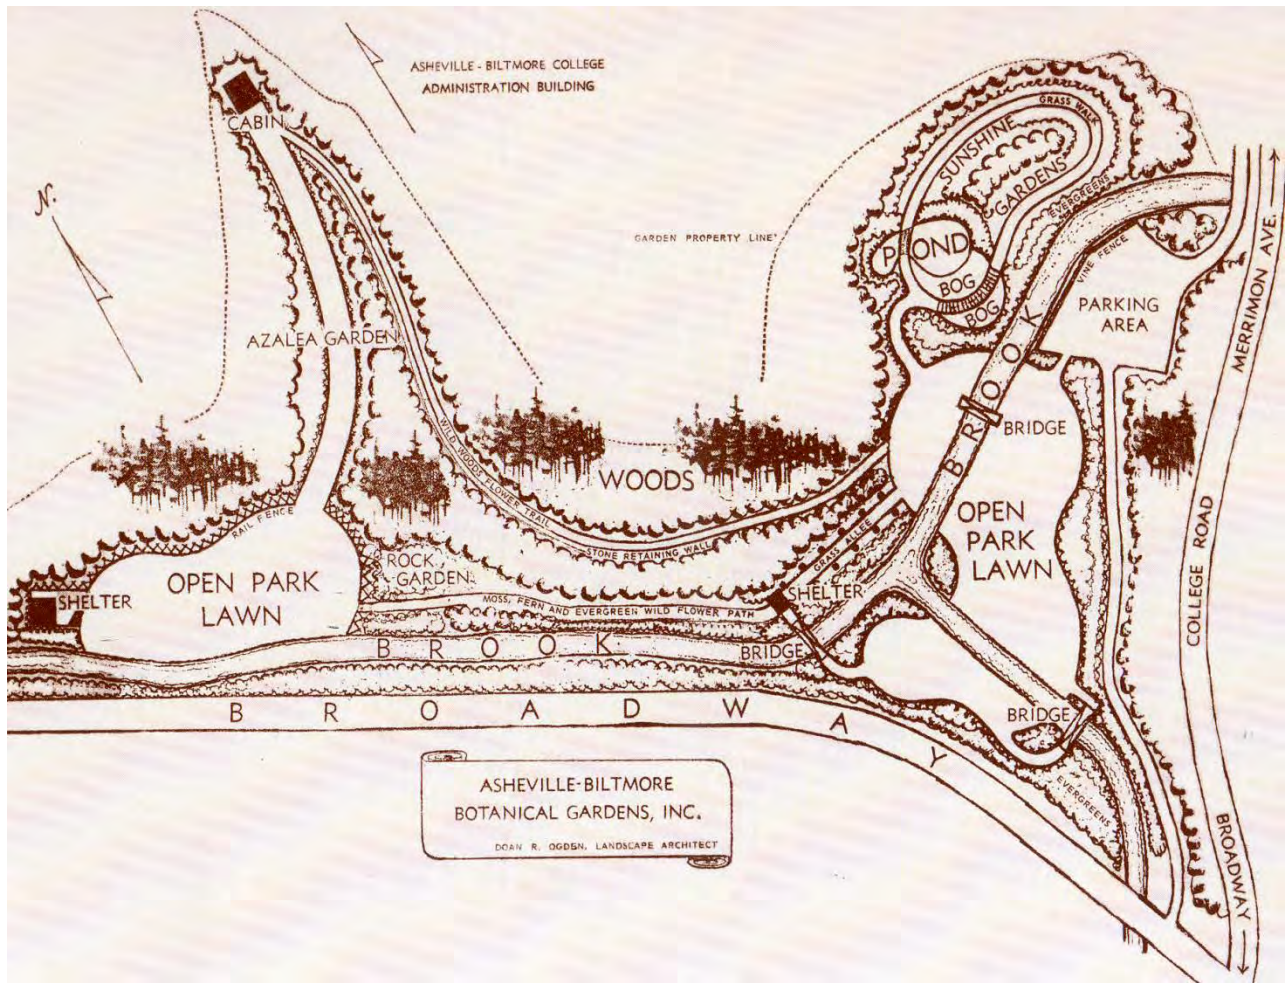 ASHEVILLE - BILTMORE COLLEGE
ADMINISTRATION BUILDING
CABIN
N.
GRASS WALK
SUNSHINE
GARDENS
EVERGREENS
MERRIMON AVE.
GARDEN PROPERTY LINE
POND
BOG
BOG
VINE FENCE
PARKING
AREA
AZALEA GARDEN
BROOK
BRIDGE
WILD WOODS FLOWER TRAIL
WOODS
STONE RETAINING WALL
GRASS ALEE
OPEN
PARK
LAWN
COLLEGE ROAD
RAIL FENCE
ROCK
GARDEN
OPEN PARK
LAWN
SHELTER
SHELTER
MOSS, FERN AND EVERGREEN WILD FLOWER PATH
BROOK
BRIDGE
BROADWAY
BRIDGE
EVERGREENS
BROADWAY
ASHEVILLE-BILTMORE
BOTANICAL GARDENS, INC.
DOAN R. OGDEN, LANDSCAPE ARCHITECT